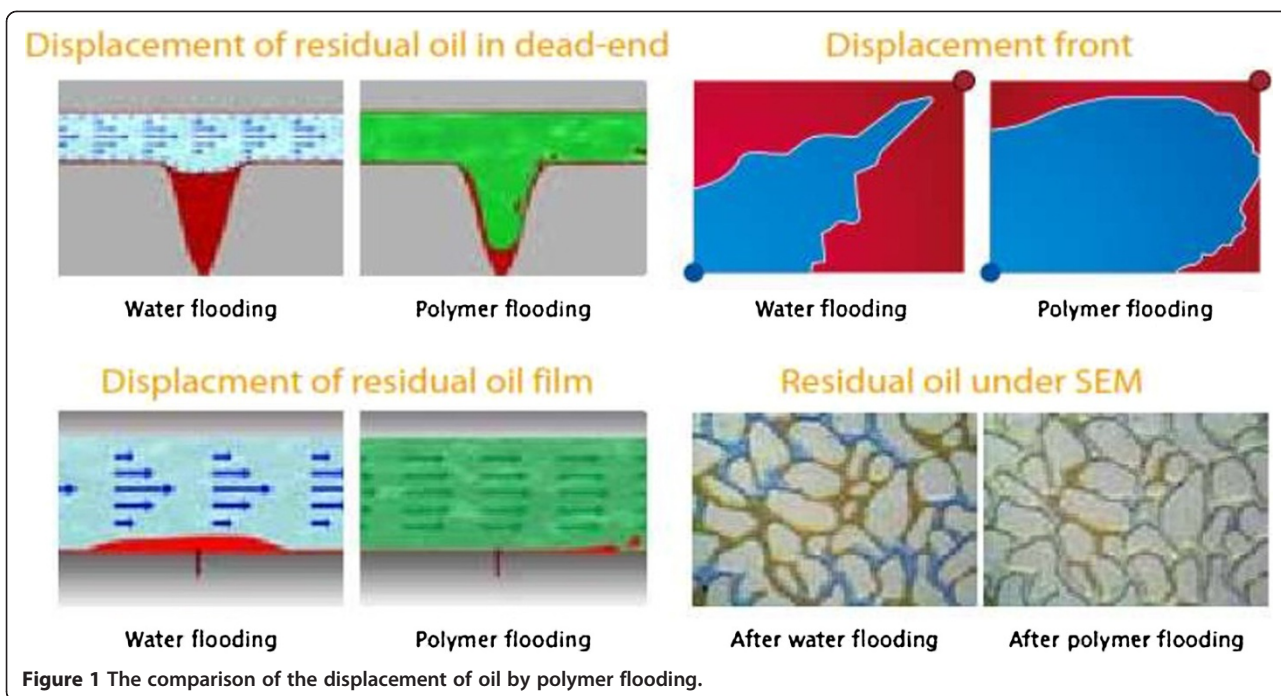 Displacement of residual oil in dead-end
Displacement front
Water flooding
Polymer flooding
Water flooding
Polymer flooding
Displacment of residual oil film
Residual oil under SEM
Water flooding
Polymer flooding
After water flooding
After polymer flooding
Figure 1 The comparison of the displacement of oil by polymer flooding.